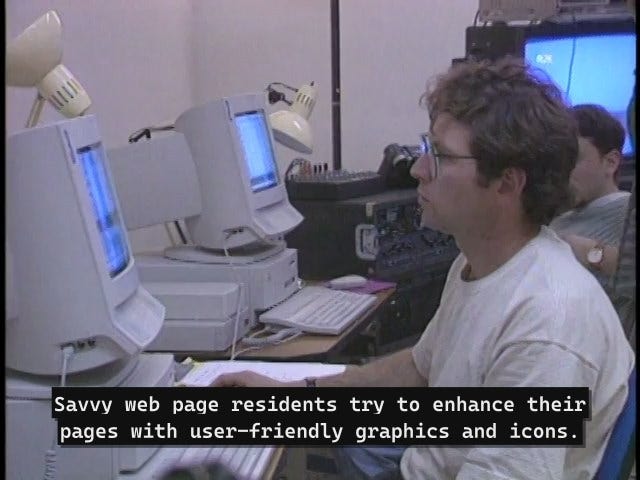 Savvy web page residents try to enhance their
pages with user-friendly graphics and icons.